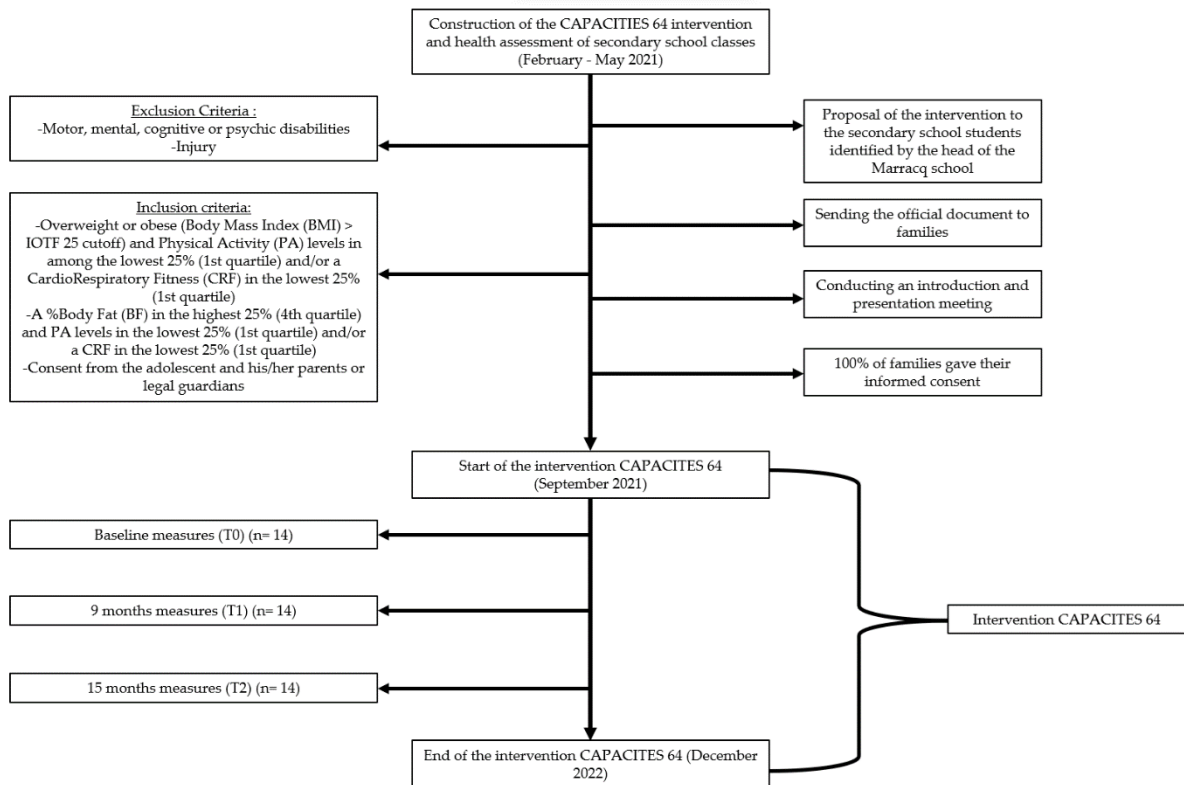 Construction of the CAPACITIES 64 intervention
and health assessment of secondary school classes
(February - May 2021)
Exclusion Criteria :
-Motor, mental, cognitive or psychic disabilities
-Injury
Proposal of the intervention to
the secondary school students
identified by the head of the
Marracq school
Inclusion criteria:
-Overweight or obese (Body Mass Index (BMI) >
IOTF 25 cutoff) and Physical Activity (PA) levels in
among the lowest 25% (1st quartile) and/or a
CardioRespiratory Fitness (CRF) in the lowest 25%
(1st quartile)
-A %Body Fat (BF) in the highest 25% (4th quartile)
and PA levels in the lowest 25% (1st quartile) and/or
a CRF in the lowest 25% (1st quartile)
-Consent from the adolescent and his/her parents or
legal guardians
Sending the official document to
families
Conducting an introduction and
presentation meeting
100% of families gave their
informed consent
Start of the intervention CAPACITES 64
(September 2021)
Baseline measures (T0) (n= 14)
9 months measures (T1) (n= 14)
Intervention CAPACITES 64
15 months measures (T2) (n= 14)
End of the intervention CAPACITES 64 (December
2022)